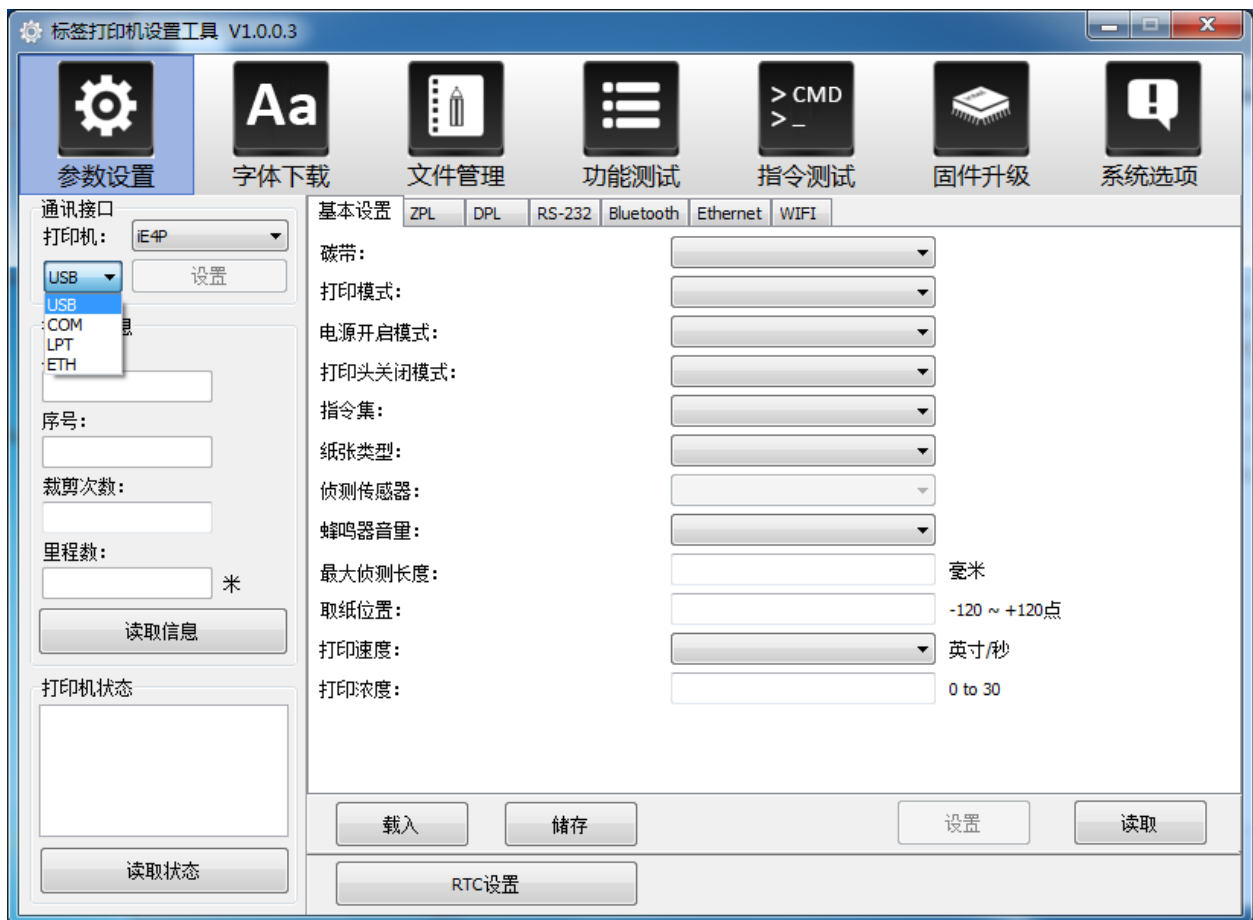 标签打印机设置工具 V1.0.0.3
Aa
> CMD
> _
参数设置 字体下载 文件管理 功能测试 指令测试 固件升级 系统选项
通讯接口
打印机: iE4P
USB 设置
USB
COM
LPT
ETH
息
序号:
裁剪次数:
里程数:
米
读取信息
打印机状态
读取状态
基本设置 ZPL DPL RS-232 Bluetooth Ethernet WIFI
碳带:
打印模式:
电源开启模式:
打印头关闭模式:
指令集:
纸张类型:
侦测传感器:
蜂鸣器音量:
最大侦测长度: 毫米
取纸位置: -120 ~ +120点
打印速度: 英寸/秒
打印浓度: 0 to 30
载入 储存 设置 读取
RTC设置